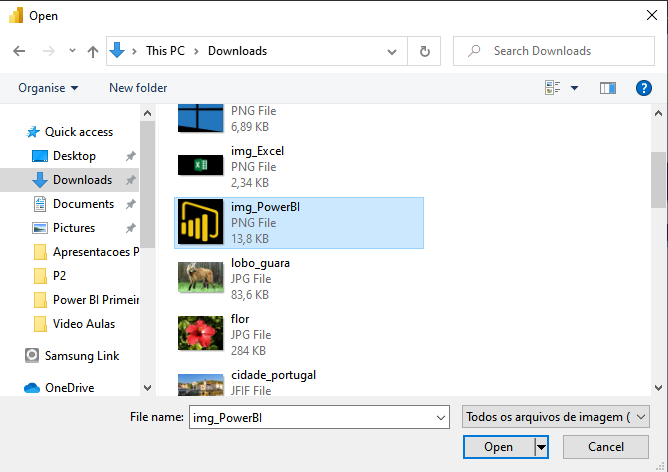 Open
This PC
Downloads
Search Downloads
Organise
New folder
Quick access
Desktop
Downloads
Documents
Pictures
Apresentacoes P
P2
Power BI Primeir
Video Aulas
Samsung Link
OneDrive
PNG File
6,89 KB
img_Excel
PNG File
2,34 KB
img_PowerBI
PNG File
13,8 KB
lobo_guara
JPG File
83,6 KB
flor
JPG File
284 KB
cidade_portugal
JFIF File
File name:
img_PowerBI
Todos os arquivos de imagem (
Open
Cancel